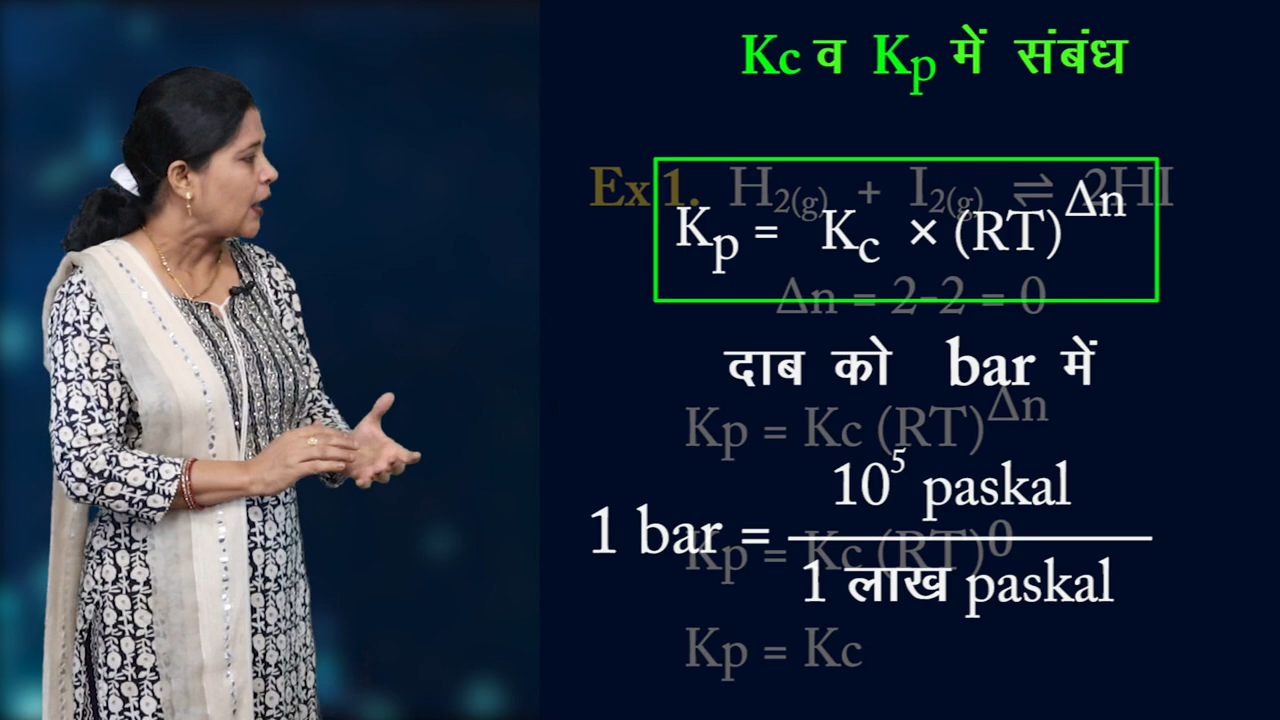 Kc व Kp में संबंध
Ex 1. H2(g) + I2(g) ⇌ 2HI
Kp = Kc × (RT)^Δn
Δn = 2-2 = 0
दाब को bar में
Kp = Kc (RT)^Δn
10^5 paskal
1 bar =
Kp = Kc (RT)^0
1 लाख paskal
Kp = Kc